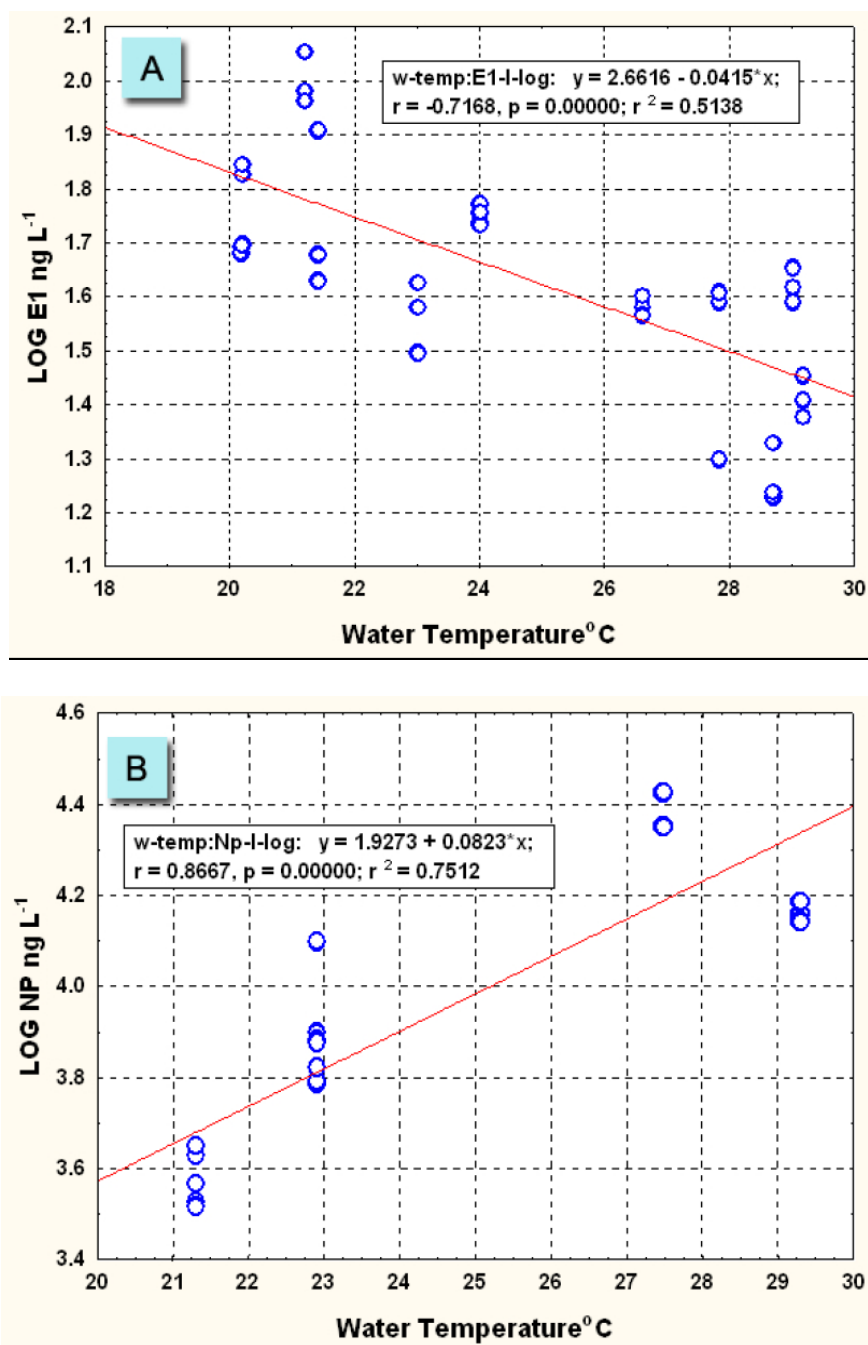 A
w-temp:E1-I-log: y = 2.6616 - 0.0415*x;
r = -0.7168, p = 0.00000; r ² = 0.5138
LOG E1 ng L⁻¹
2.1
2.0
1.9
1.8
1.7
1.6
1.5
1.4
1.3
1.2
1.1
18 20 22 24 26 28 30
Water Temperature⁰ C
B
w-temp:Np-I-log: y = 1.9273 + 0.0823*x;
r = 0.8667, p = 0.00000; r ² = 0.7512
LOG NP ng L⁻¹
4.6
4.4
4.2
4.0
3.8
3.6
3.4
20 21 22 23 24 25 26 27 28 29 30
Water Temperature⁰ C